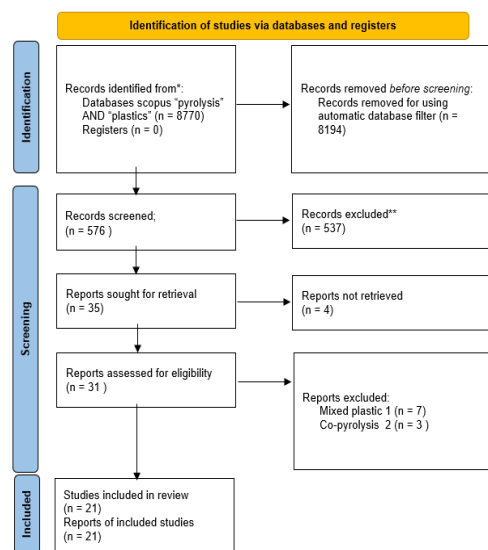 Identification of studies via databases and registers
Identification
Records identified from*:
Databases scopus “pyrolysis”
AND “plastics” (n = 8770)
Registers (n = 0)
Records removed before screening:
Records removed for using
automatic database filter (n =
8194)
Screening
Records screened;
(n = 576 )
Records excluded**
(n = 537)
Reports sought for retrieval
(n = 35)
Reports not retrieved
(n = 4)
Reports assessed for eligibility
(n = 31 )
Reports excluded:
Mixed plastic 1 (n = 7)
Co-pyrolysis 2 (n = 3 )
Included
Studies included in review
(n = 21)
Reports of included studies
(n = 21)